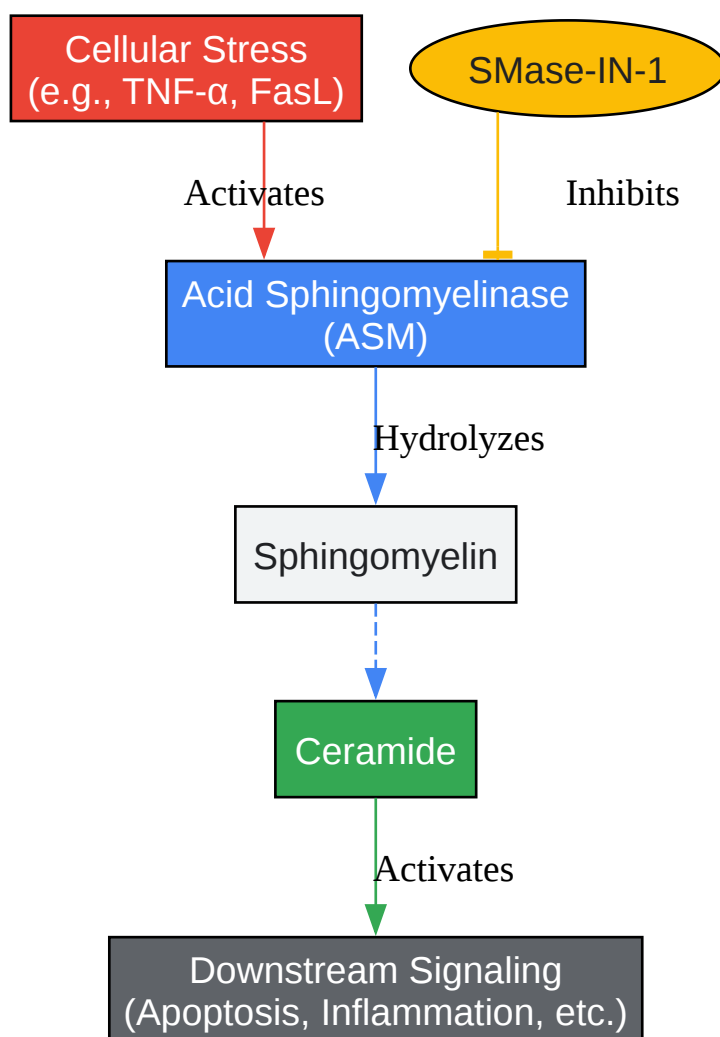 Cellular Stress
(e.g., TNF-α, FasL)
SMase-IN-1
Activates
Inhibits
Acid Sphingomyelinase
(ASM)
Hydrolyzes
Sphingomyelin
Ceramide
Activates
Downstream Signaling
(Apoptosis, Inflammation, etc.)